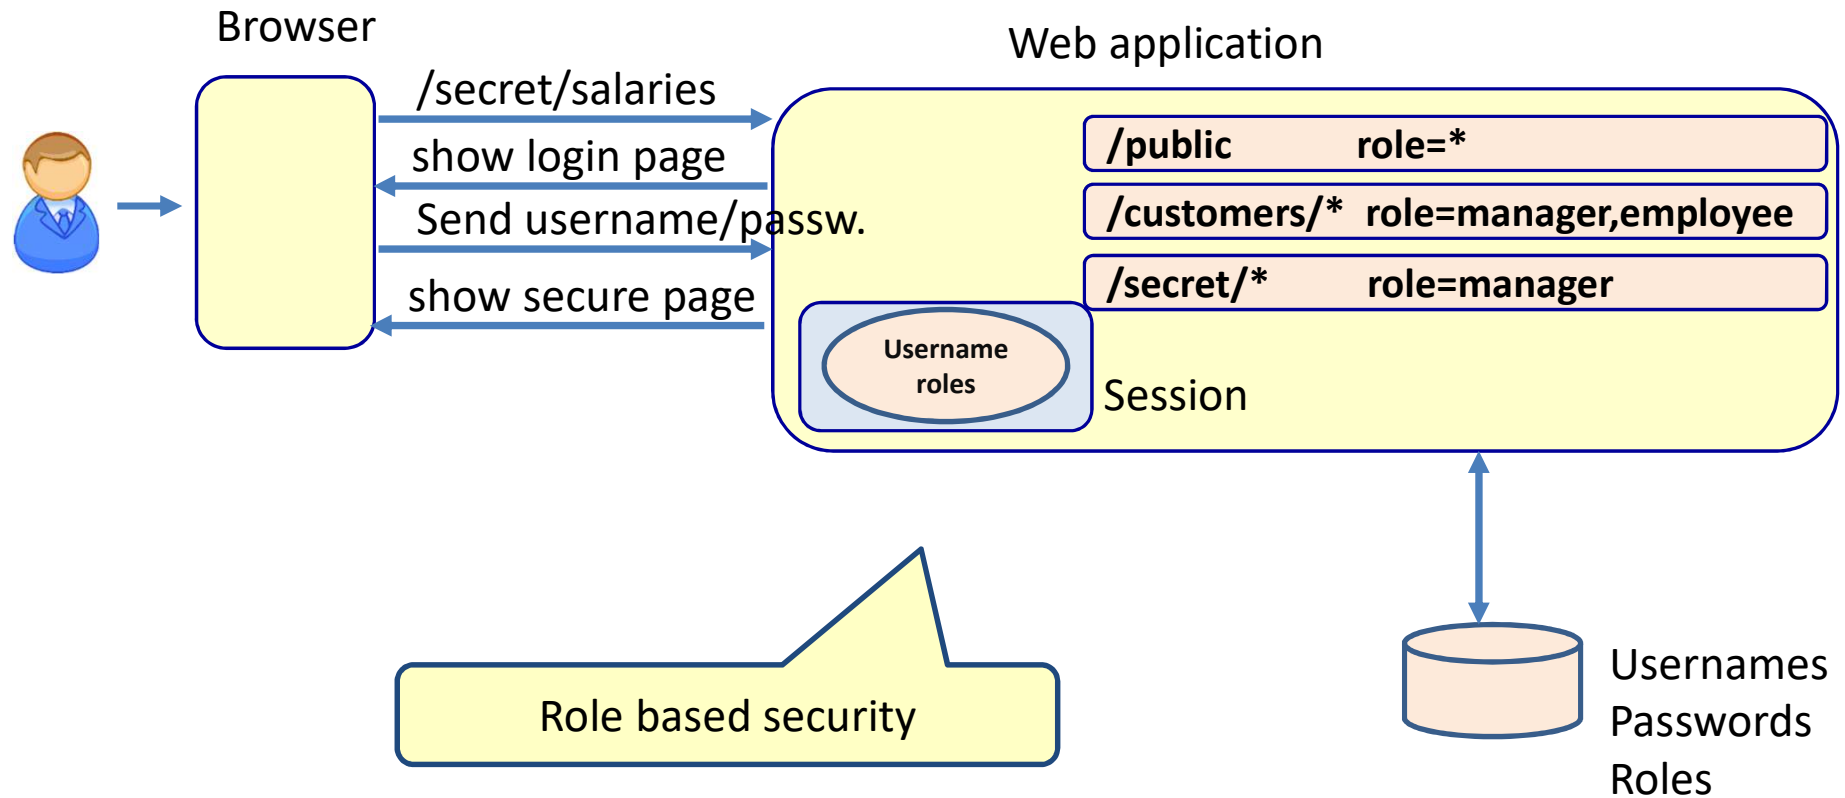 Browser
Web application
/secret/salaries
show login page
Send username/passw.
show secure page
/public role=*
/customers/* role=manager,employee
/secret/* role=manager
Username
roles
Session
Role based security
Usernames
Passwords
Roles